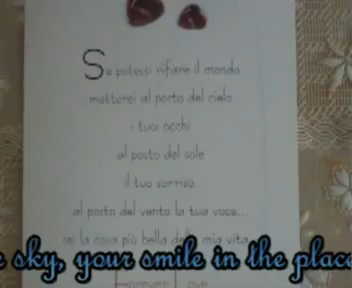 Se potessi rifare il mondo
metterei al posto del cielo
i tuoi occhi
al posto del sole
il tuo sorriso,
al posto del vento la tua voce...
sei la cosa più bella della mia vita
sky, your smile in the place
Forever Love